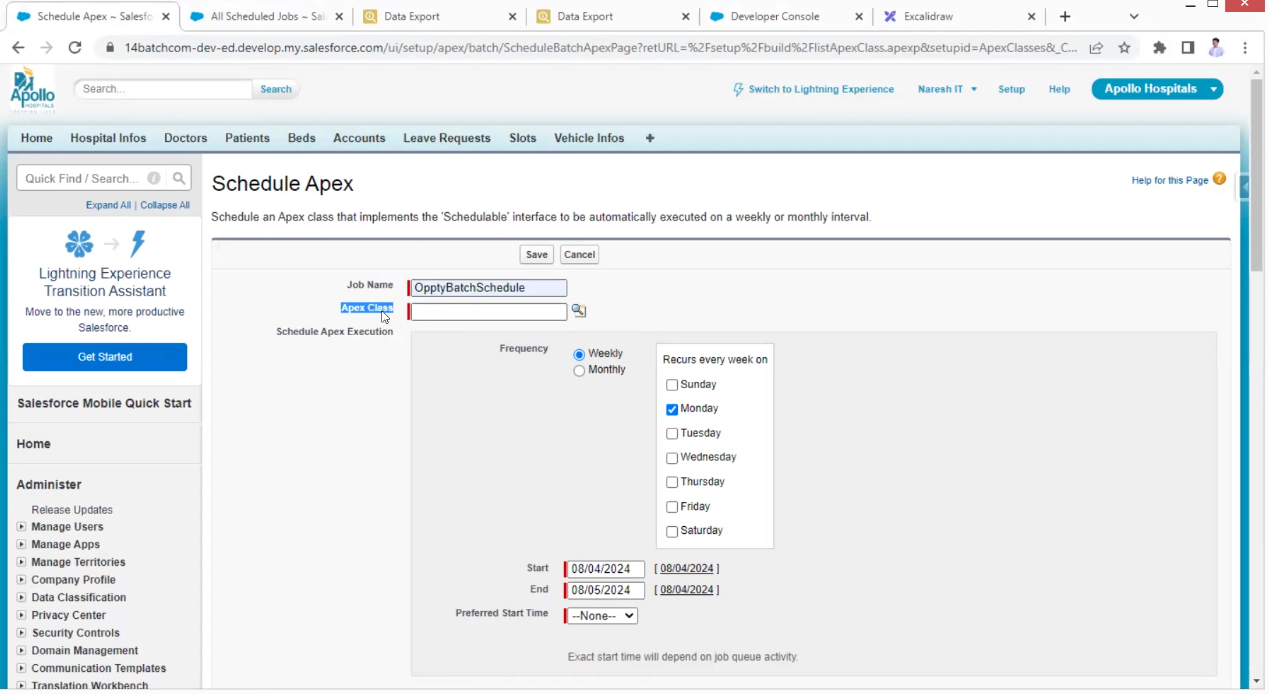 Schedule Apex ~ Salesfo
All Scheduled Jobs ~ Sal
Data Export
Data Export
Developer Console
Excalidraw
14batchcom-dev-ed.develop.my.salesforce.com/ui/setup/apex/batch/ScheduleBatchApexPage?retURL=%2Fsetup%2Fbuild%2FlistApexClass.apexp&setupid=ApexClasses&_C...
Apollo
HOSPITALS
Search...
Search
Switch to Lightning Experience
Naresh IT
Setup
Help
Apollo Hospitals
Home
Hospital Infos
Doctors
Patients
Beds
Accounts
Leave Requests
Slots
Vehicle Infos
Quick Find / Search...
Expand All | Collapse All
Lightning Experience
Transition Assistant
Move to the new, more productive
Salesforce.
Get Started
Salesforce Mobile Quick Start
Home
Administer
Release Updates
Manage Users
Manage Apps
Manage Territories
Company Profile
Data Classification
Privacy Center
Security Controls
Domain Management
Communication Templates
Translation Workbench
Schedule Apex
Help for this Page
Schedule an Apex class that implements the 'Schedulable' interface to be automatically executed on a weekly or monthly interval.
Save
Cancel
Job Name
OpptyBatchSchedule
Apex Class
Schedule Apex Execution
Frequency
Weekly
Monthly
Recurs every week on
Sunday
Monday
Tuesday
Wednesday
Thursday
Friday
Saturday
Start
08/04/2024
[ 08/04/2024 ]
End
08/05/2024
[ 08/04/2024 ]
Preferred Start Time
--None--
Exact start time will depend on job queue activity.